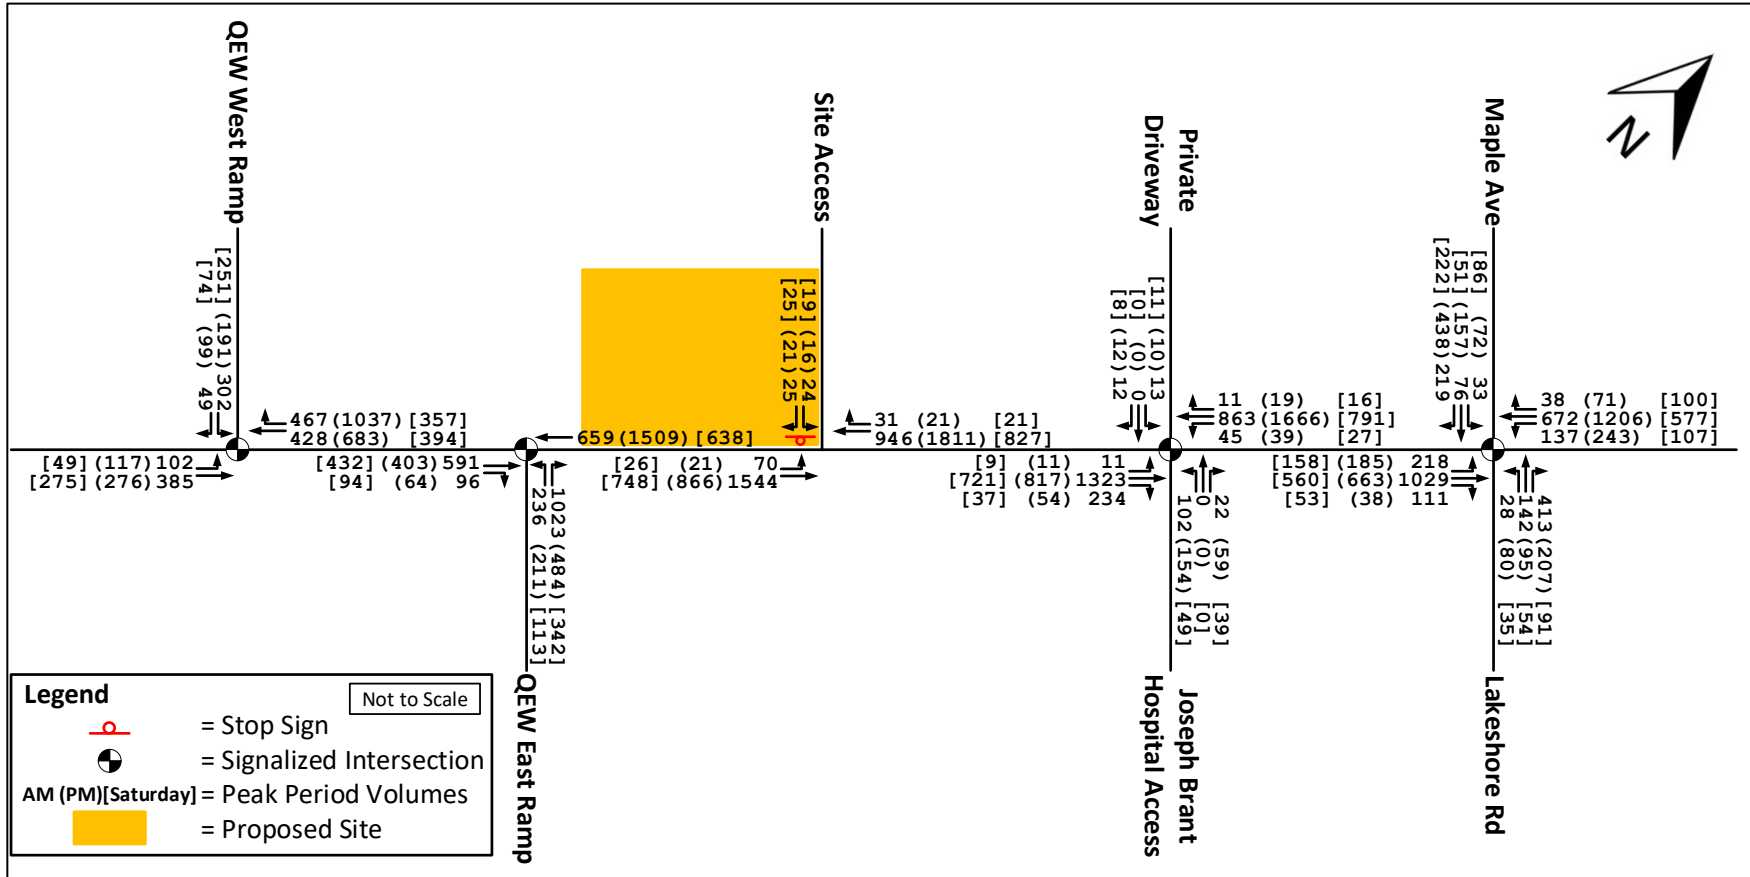 QEW West Ramp
Site Access
Private
Driveway
Maple Ave
N
[251] (191) 302
[74] (99) 49
[19] (16) 24
[25] (21) 25
[11] (10) 13
[0] (0) 0
[8] (12) 12
[86] (72) 33
[51] (157) 76
[222] (438) 219
467 (1037) [357]
428 (683) [394]
659 (1509) [638]
31 (21) [21]
946 (1811) [827]
11 (19) [16]
863 (1666) [791]
45 (39) [27]
38 (71) [100]
672 (1206) [577]
137 (243) [107]
[49] (117) 102
[275] (276) 385
[432] (403) 591
[94] (64) 96
[26] (21) 70
[748] (866) 1544
[9] (11) 11
[721] (817) 1323
[37] (54) 234
[158] (185) 218
[560] (663) 1029
[53] (38) 111
1023 (484) [342]
236 (211) [113]
22 (59) [39]
0 (0) [0]
102 (154) [49]
413 (207) [91]
142 (95) [54]
28 (80) [35]
QEW East Ramp
Joseph Brant
Hospital Access
Lakeshore Rd
Legend
Not to Scale
= Stop Sign
= Signalized Intersection
AM (PM)[Saturday] = Peak Period Volumes
= Proposed Site